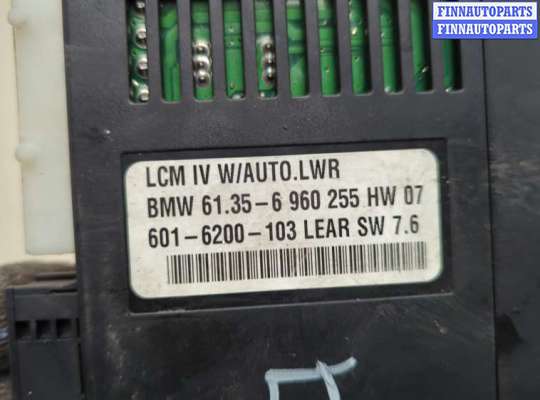 FINNAUTOPARTS
FINNAUTOPARTS
LCM IV W/AUTO.LWR
BMW 61.35-6 960 255 HW 07
601-6200-103 LEAR SW 7.6